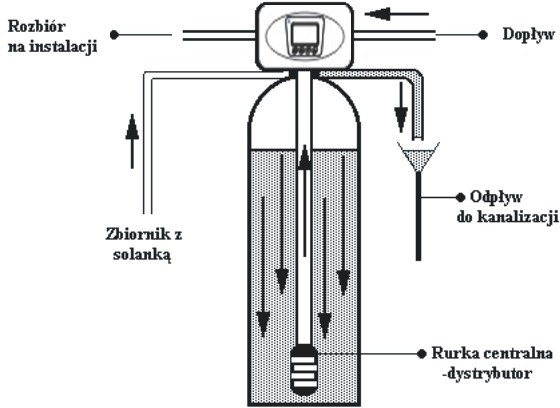 Rozbiór
na instalacji
Dopływ
Zbiornik z
solanką
Odpływ
do kanalizacji
Rurka centralna
-dystrybutor